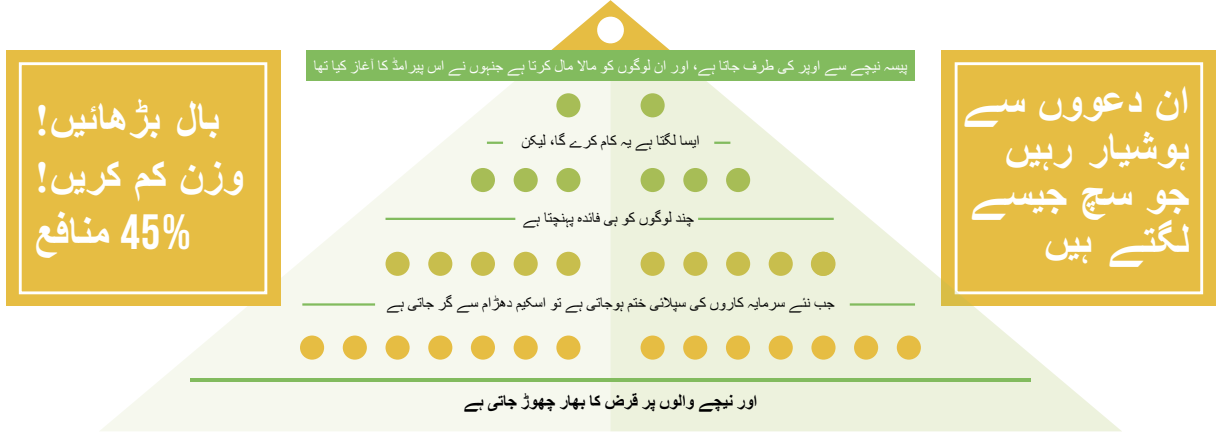 پیسہ نیچے سے اوپر کی طرف جاتا ہے، اور ان لوگوں کو مالا مال کرتا ہے جنہوں نے اس پیرامڈ کا آغاز کیا تھا
ان دعووں سے
ہوشیار رہیں
جو سچ جیسے
لگتے ہیں
ایسا لگتا ہے یہ کام کرے گا، لیکن
چند لوگوں کو ہی فائدہ پہنچتا ہے
جب نئے سرمایہ کاروں کی سپلائی ختم ہوجاتی ہے تو اسکیم دھڑام سے گر جاتی ہے
اور نیچے والوں پر قرض کا بھار چھوڑ جاتی ہے
بال بڑھائیں!
وزن کم کریں!
45% منافع